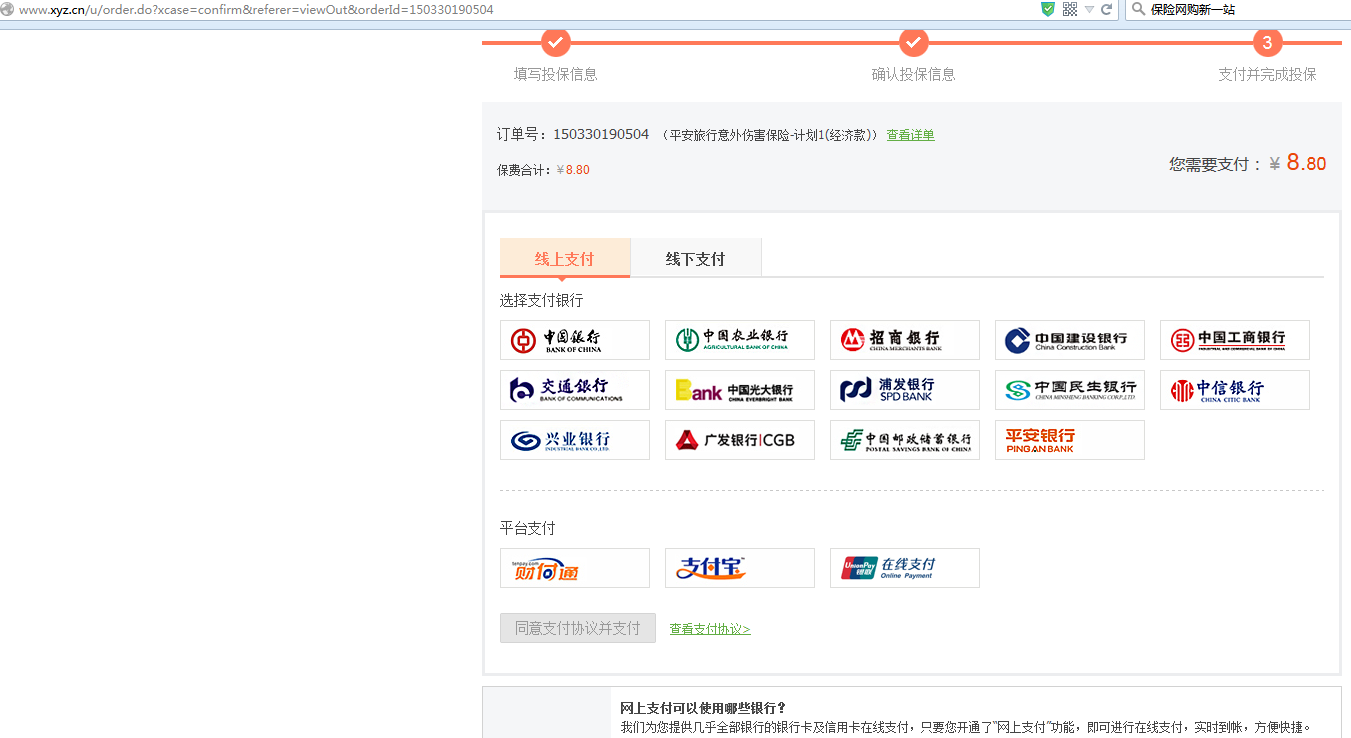 www.xyz.cn/u/order.do?xcase=confirm&referer=viewOut&orderId=150330190504
保险网购新一站
3
填写投保信息 确认投保信息 支付并完成投保
订单号：150330190504 （平安旅行意外伤害保险-计划1(经济款)） 查看详单
保费合计：¥8.80
您需要支付：¥ 8.80
线上支付 线下支付
选择支付银行
中国银行 BANK OF CHINA
中国农业银行 AGRICULTURAL BANK OF CHINA
招商银行 CHINA MERCHANTS BANK
中国建设银行 China Construction Bank
中国工商银行 INDUSTRIAL AND COMMERCIAL BANK OF CHINA
交通银行 BANK OF COMMUNICATIONS
Bank 中国光大银行 CHINA EVERBRIGHT BANK
浦发银行 SPD BANK
中国民生银行 CHINA MINSHENG BANKING CORP.,LTD.
中信银行 CHINA CITIC BANK
兴业银行 INDUSTRIAL BANK CO.,LTD.
广发银行|CGB
中国邮政储蓄银行 POSTAL SAVINGS BANK OF CHINA
平安银行 PINGAN BANK
平台支付
tenpay.com 财付通
支付宝
UnionPay 银联 在线支付 Online Payment
同意支付协议并支付 查看支付协议>
网上支付可以使用哪些银行？
我们为您提供几乎全部银行的银行卡及信用卡在线支付，只要您开通了"网上支付"功能，即可进行在线支付，实时到帐，方便快捷。